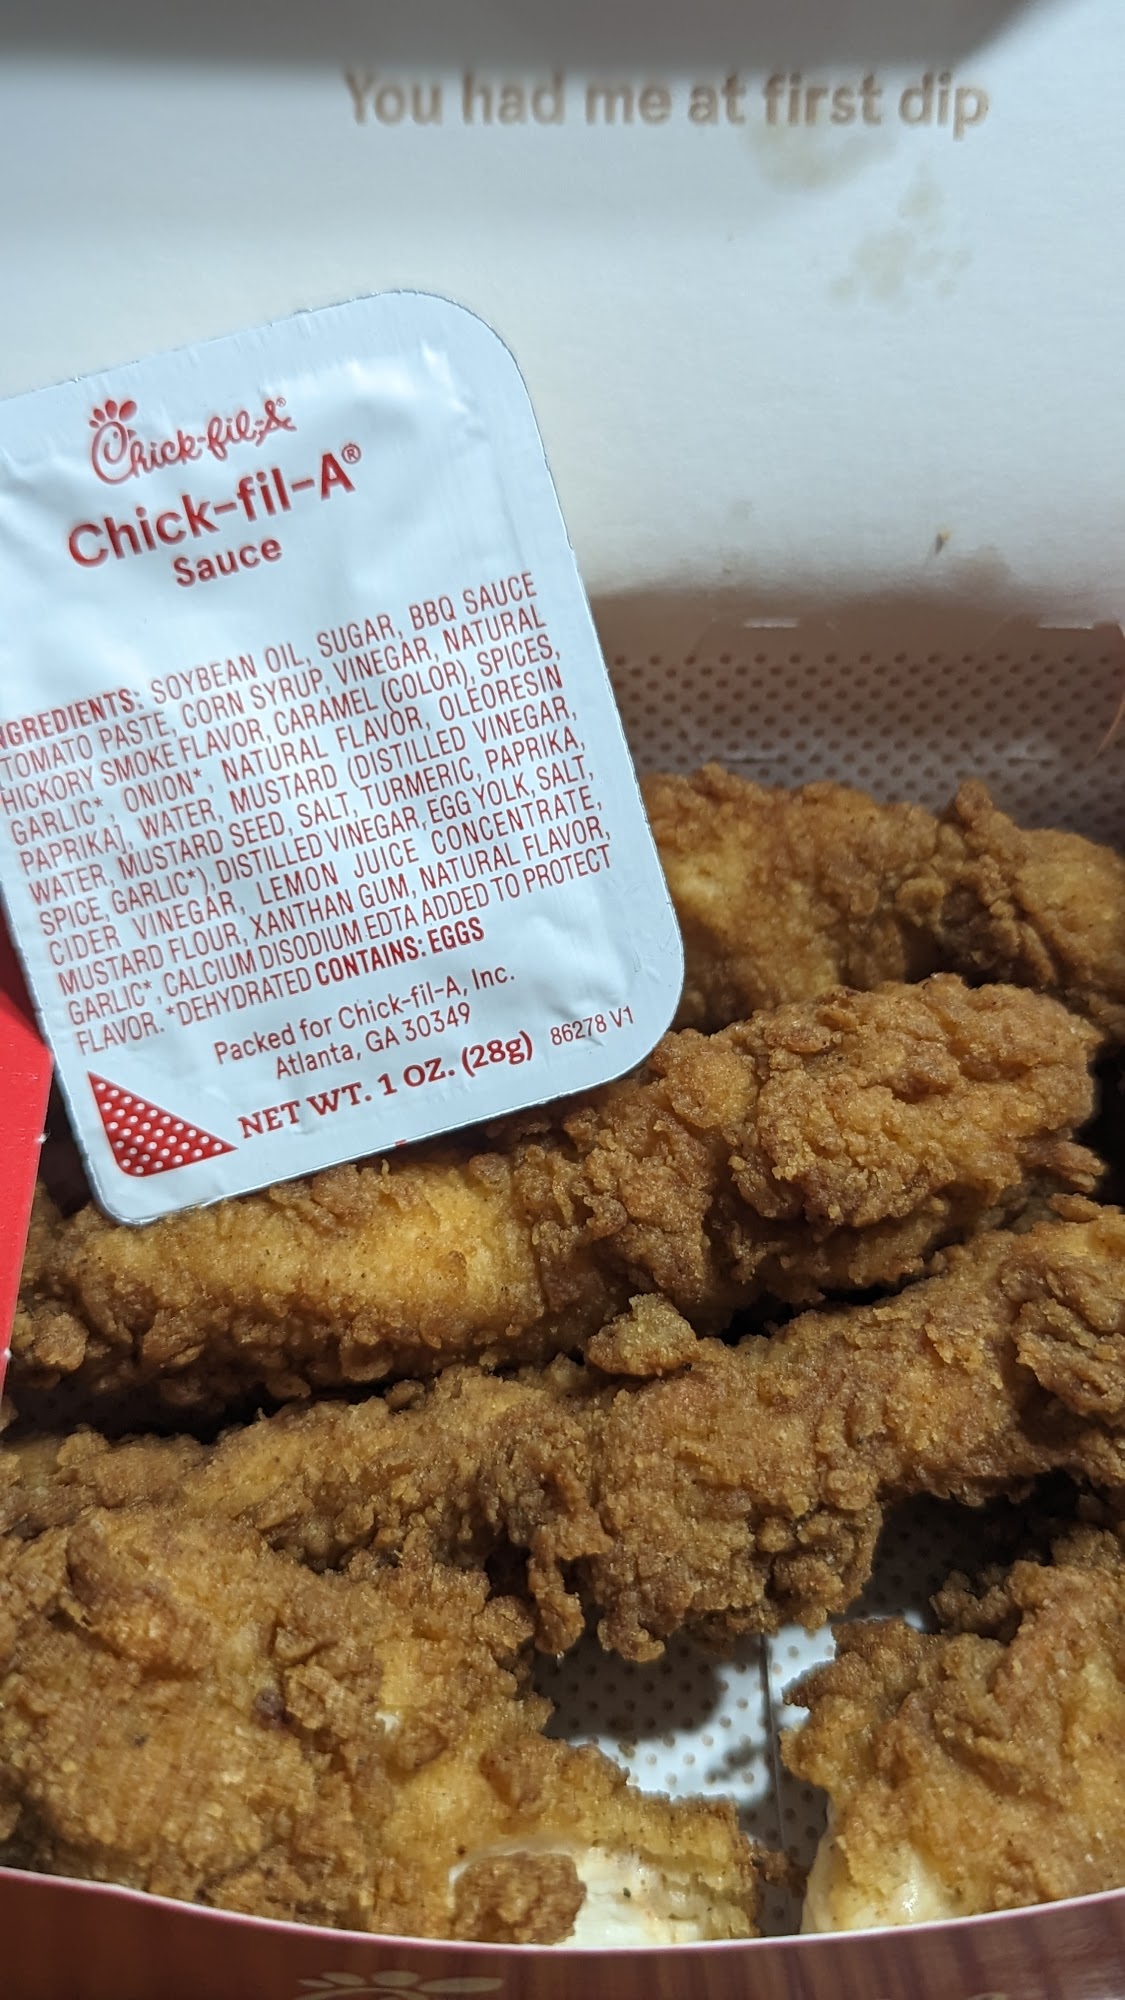 You had me at first dip
Chick-fil-A®
Chick-fil-A®
Sauce
NGREDIENTS: SOYBEAN OIL, SUGAR, BBQ SAUCE
TOMATO PASTE, CORN SYRUP, VINEGAR, NATURAL
HICKORY SMOKE FLAVOR, CARAMEL (COLOR), SPICES,
GARLIC*, ONION*, NATURAL FLAVOR, OLEORESIN
PAPRIKA], WATER, MUSTARD (DISTILLED VINEGAR,
WATER, MUSTARD SEED, SALT, TURMERIC, PAPRIKA,
SPICE, GARLIC*), DISTILLED VINEGAR, EGG YOLK, SALT,
CIDER VINEGAR, LEMON JUICE CONCENTRATE,
MUSTARD FLOUR, XANTHAN GUM, NATURAL FLAVOR,
GARLIC*, CALCIUM DISODIUM EDTA ADDED TO PROTECT
FLAVOR. *DEHYDRATED CONTAINS: EGGS
Packed for Chick-fil-A, Inc.
Atlanta, GA 30349
NET WT. 1 OZ. (28g) 86278 V1